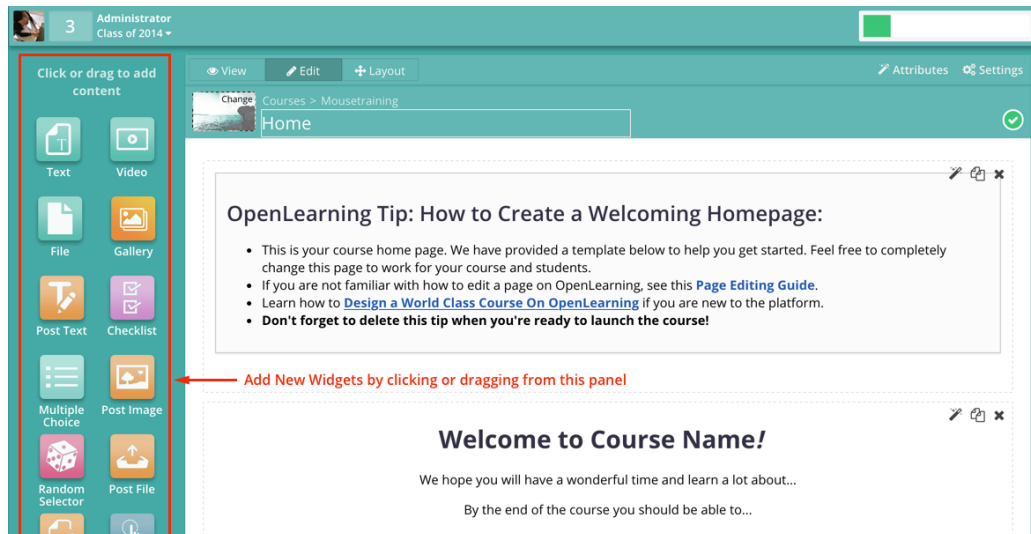 3
Administrator
Class of 2014
Click or drag to add
content
Text
Video
File
Gallery
Post Text
Checklist
Multiple
Choice
Post Image
Random
Selector
Post File
View
Edit
Layout
Attributes
Settings
Change
Courses > Mousetraining
Home
OpenLearning Tip: How to Create a Welcoming Homepage:
• This is your course home page. We have provided a template below to help you get started. Feel free to completely
change this page to work for your course and students.
• If you are not familiar with how to edit a page on OpenLearning, see this Page Editing Guide.
• Learn how to Design a World Class Course On OpenLearning if you are new to the platform.
• Don't forget to delete this tip when you're ready to launch the course!
Add New Widgets by clicking or dragging from this panel
Welcome to Course Name!
We hope you will have a wonderful time and learn a lot about...
By the end of the course you should be able to...